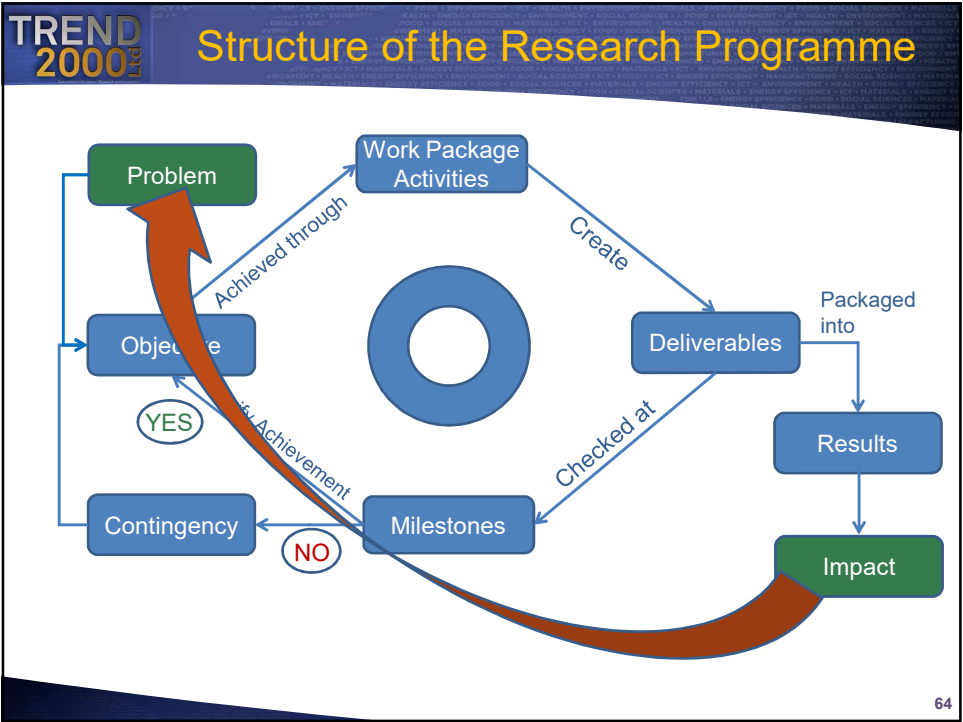 TREND
2000 Ltd
Structure of the Research Programme
Problem
Work Package
Activities
Achieved through
Create
Packaged
into
Deliverables
YES
Achievement
Checked at
Results
Contingency
NO
Milestones
Impact
64